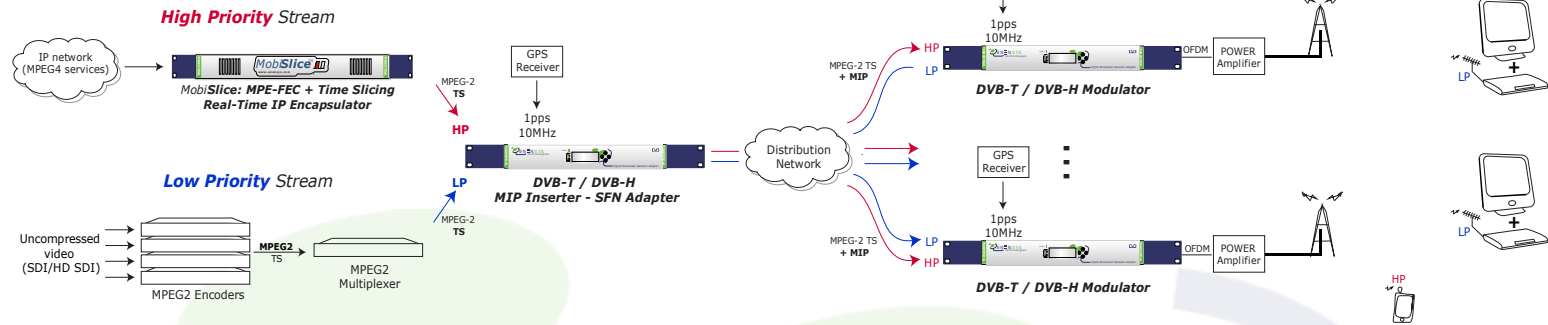 High Priority Stream
IP network
(MPEG4 services)
MobiSlice
MobiSlice: MPE-FEC + Time Slicing
Real-Time IP Encapsulator
MPEG-2
TS
HP
GPS
Receiver
1pps
10MHz
LP
MPEG-2
TS
DVB-T / DVB-H
MIP Inserter - SFN Adapter
Low Priority Stream
Uncompressed
video
(SDI/HD SDI)
MPEG2 Encoders
MPEG2
TS
MPEG2
Multiplexer
Distribution
Network
MPEG-2 TS
+ MIP
HP
LP
1pps
10MHz
DVB-T / DVB-H Modulator
OFDM
POWER
Amplifier
LP
+
GPS
Receiver
1pps
10MHz
MPEG-2 TS
+ MIP
LP
HP
DVB-T / DVB-H Modulator
OFDM
POWER
Amplifier
LP
+
HP